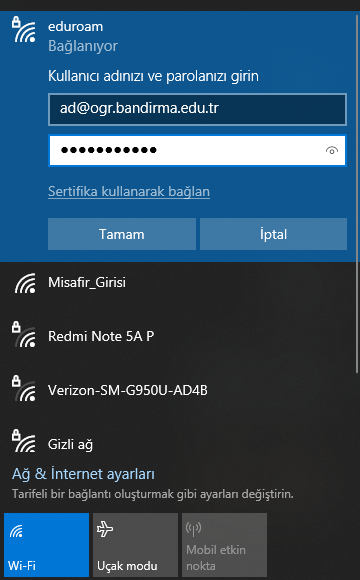 eduroam
Bağlanıyor
Kullanıcı adınızı ve parolanızı girin
ad@ogr.bandirma.edu.tr
●●●●●●●●●●●
Sertifika kullanarak bağlan
Tamam
İptal
Misafir_Girisi
Redmi Note 5A P
Verizon-SM-G950U-AD4B
Gizli ağ
Ağ & İnternet ayarları
Tarifeli bir bağlantı oluşturmak gibi ayarları değiştirin.
Wi-Fi
Uçak modu
Mobil etkin
nokta